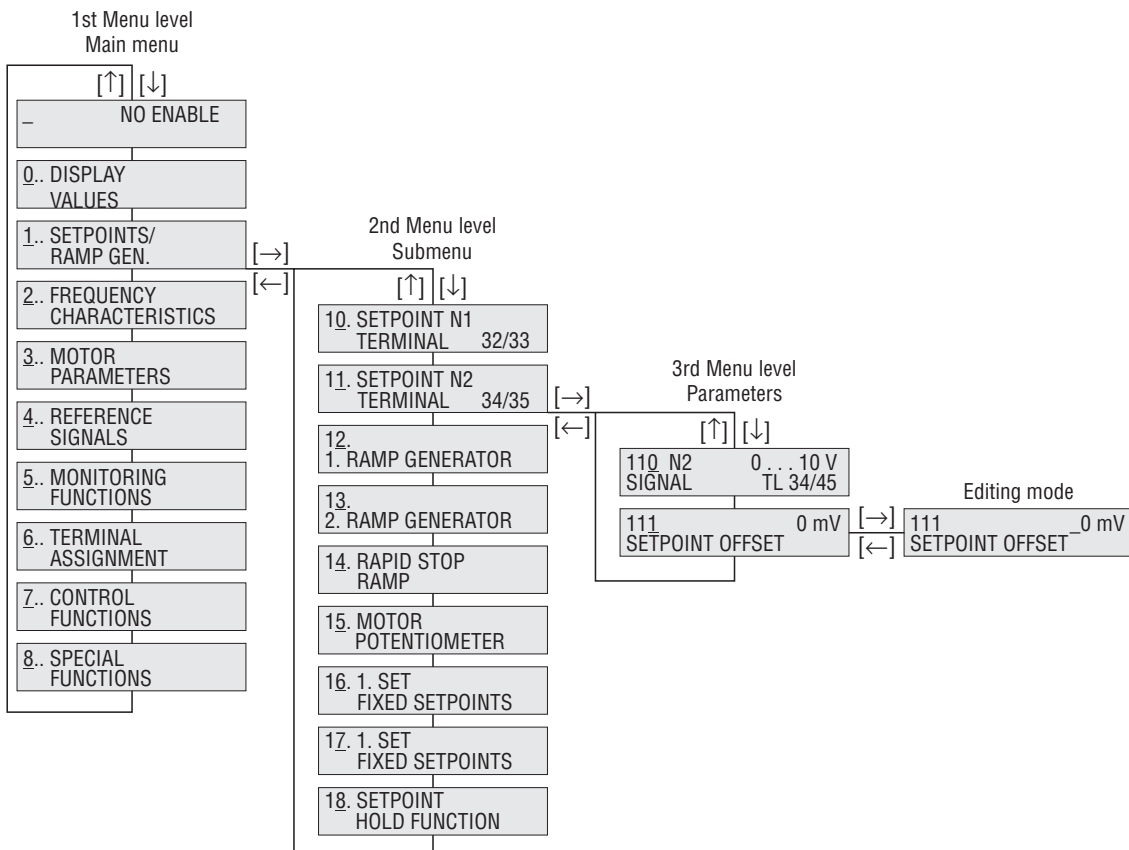 1st Menu level
Main menu
[↑] [↓]
_ NO ENABLE
0.. DISPLAY
VALUES
1.. SETPOINTS/
RAMP GEN.
2.. FREQUENCY
CHARACTERISTICS
3.. MOTOR
PARAMETERS
4.. REFERENCE
SIGNALS
5.. MONITORING
FUNCTIONS
6.. TERMINAL
ASSIGNMENT
7.. CONTROL
FUNCTIONS
8.. SPECIAL
FUNCTIONS
[→]
[←]
2nd Menu level
Submenu
[↑] [↓]
10. SETPOINT N1
TERMINAL 32/33
11. SETPOINT N2
TERMINAL 34/35
12.
1. RAMP GENERATOR
13.
2. RAMP GENERATOR
14. RAPID STOP
RAMP
15. MOTOR
POTENTIOMETER
16. 1. SET
FIXED SETPOINTS
17. 1. SET
FIXED SETPOINTS
18. SETPOINT
HOLD FUNCTION
[→]
[←]
3rd Menu level
Parameters
[↑] [↓]
110 N2 0 . . . 10 V
SIGNAL TL 34/45
111 0 mV
SETPOINT OFFSET
[→]
[←]
Editing mode
111 _0 mV
SETPOINT OFFSET